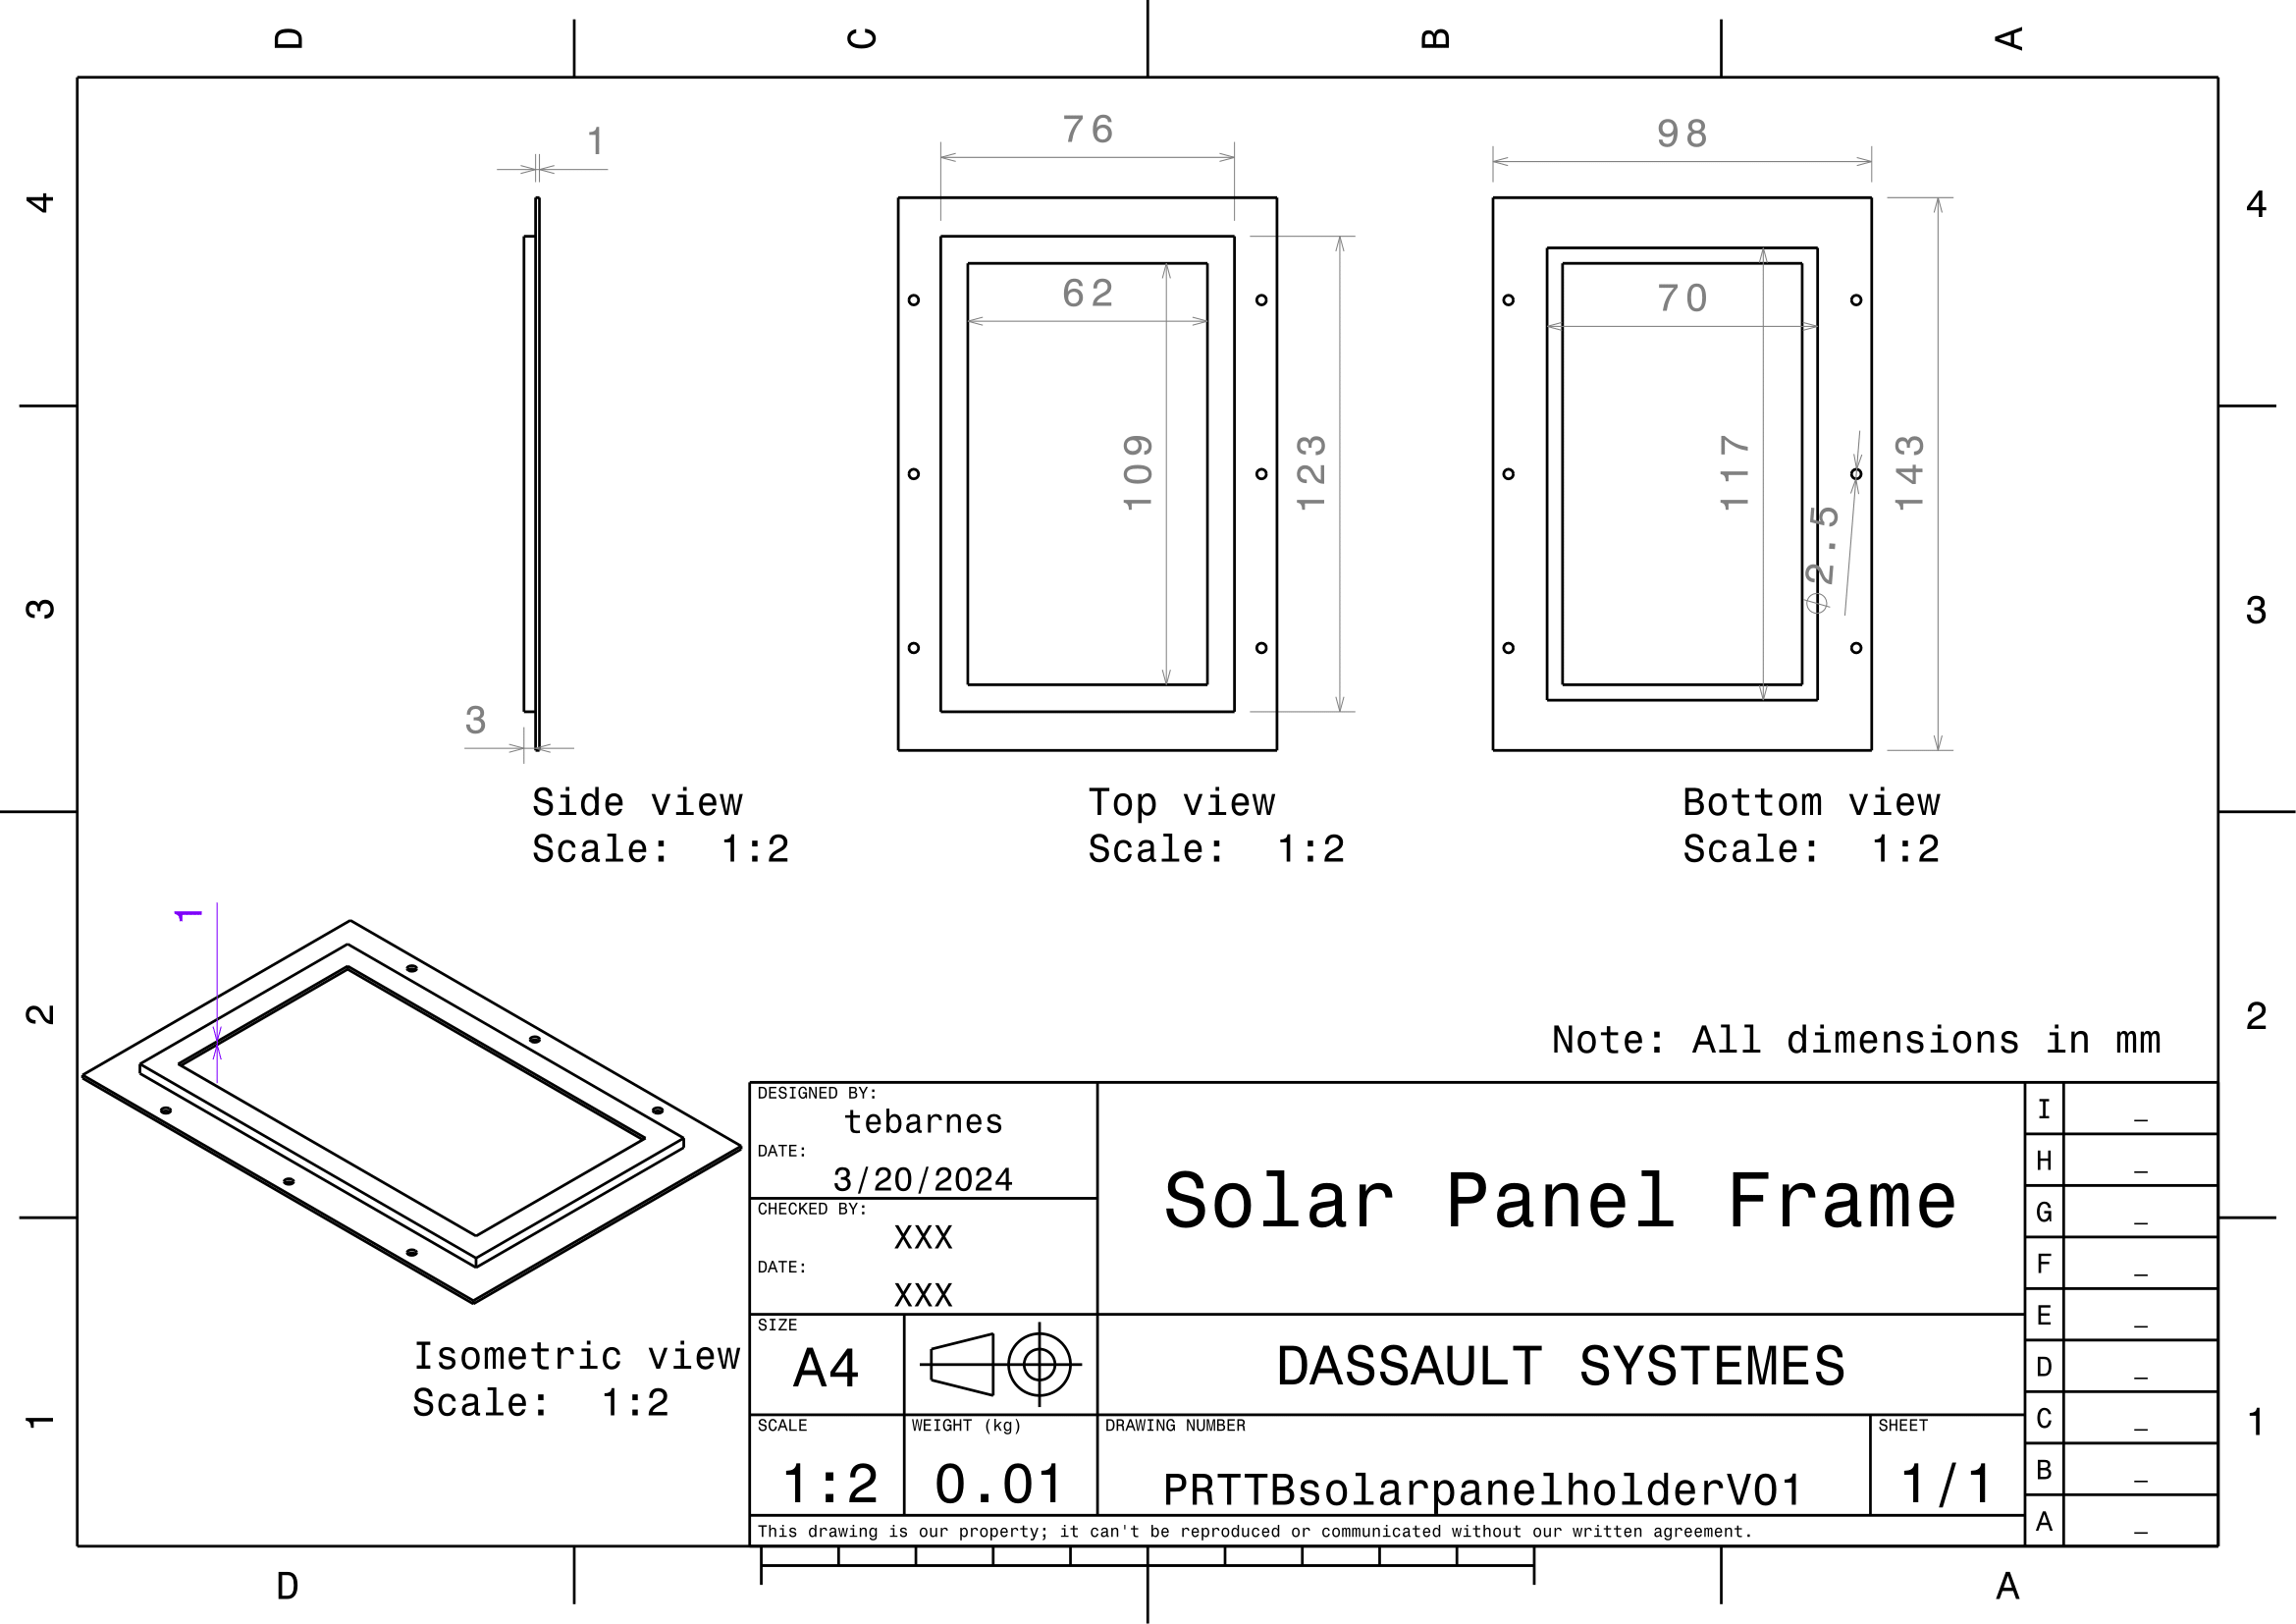 D C B A
4 4
3 3
2 2
1 1
1
3
Side view
Scale: 1:2
76
62
109
123
Top view
Scale: 1:2
98
70
117
143
⌀2.5
Bottom view
Scale: 1:2
1
Isometric view
Scale: 1:2
Note: All dimensions in mm
DESIGNED BY:
tebarnes
DATE:
3/20/2024
CHECKED BY:
XXX
DATE:
XXX
SIZE
A4
SCALE
1:2
WEIGHT (kg)
0.01
Solar Panel Frame
DASSAULT SYSTEMES
DRAWING NUMBER
PRTTBsolarpanelholderV01
SHEET
1/1
This drawing is our property; it can't be reproduced or communicated without our written agreement.
I _
H _
G _
F _
E _
D _
C _
B _
A _
D A